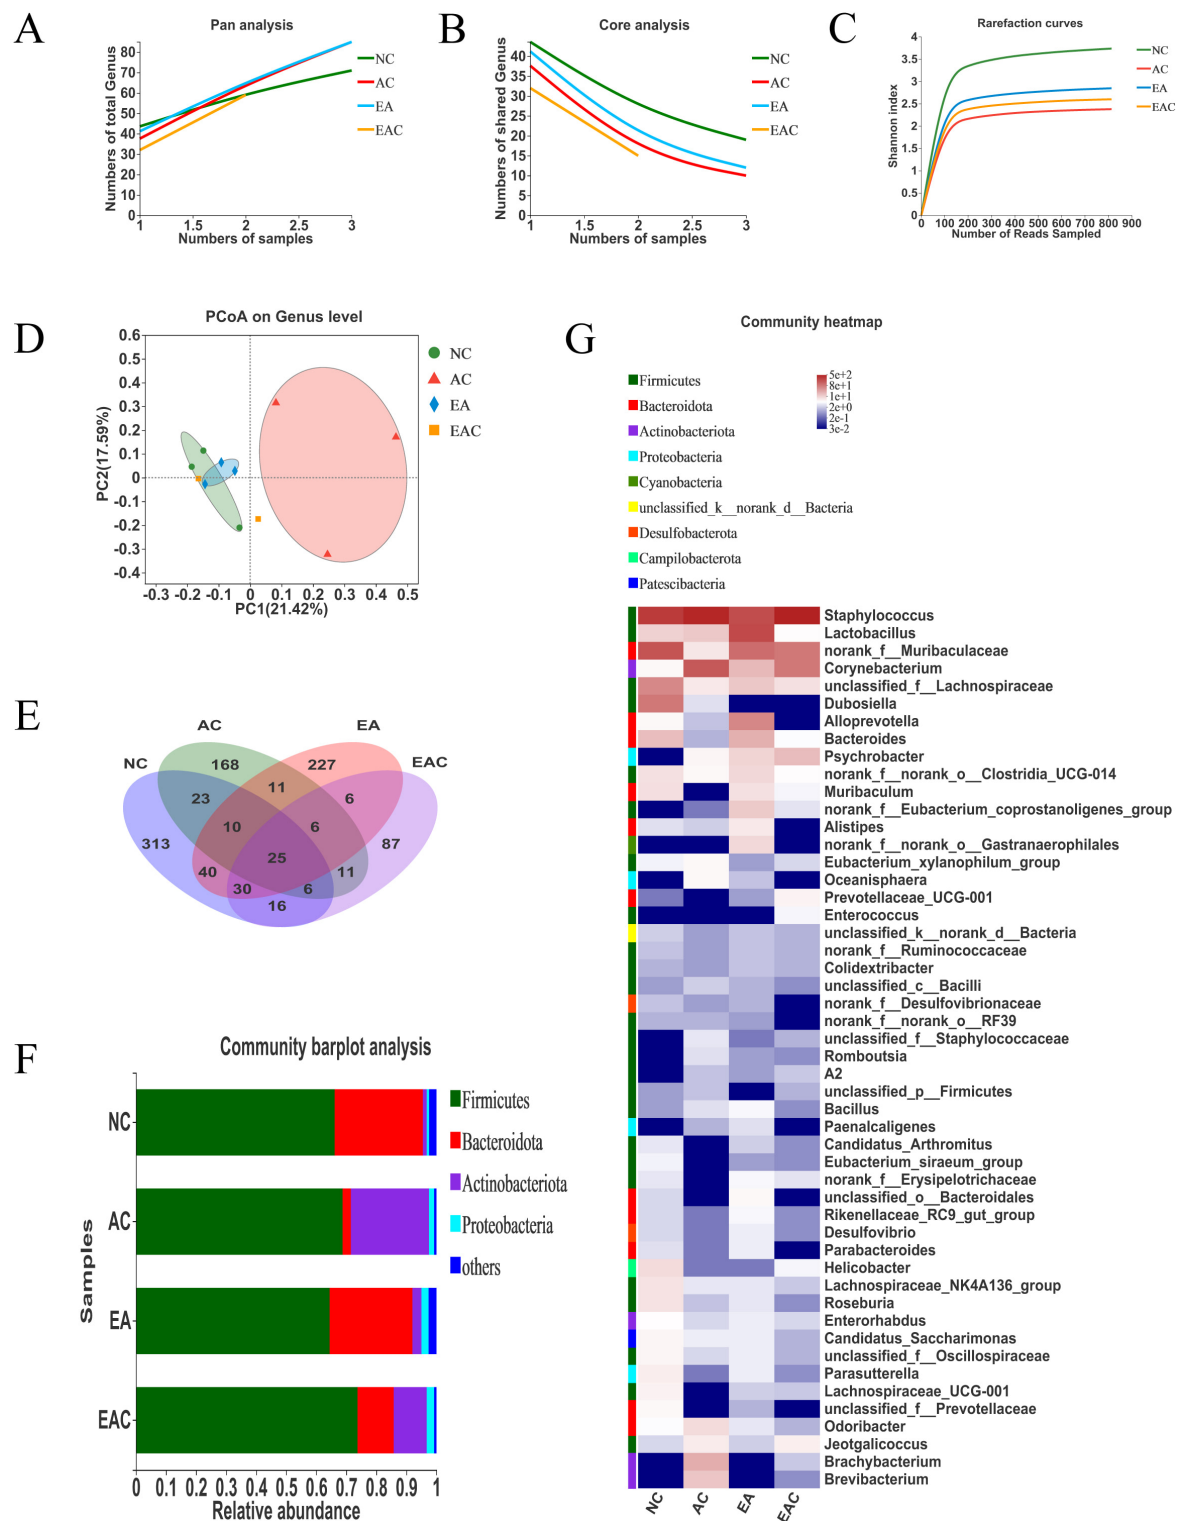 A
Pan analysis
Numbers of total Genus
80
70
60
50
40
30
20
10
0
1
1.5
2
2.5
3
Numbers of samples
NC
AC
EA
EAC
B
Core analysis
Numbers of shared Genus
40
35
30
25
20
15
10
5
0
1
1.5
2
2.5
3
Numbers of samples
NC
AC
EA
EAC
C
Rarefaction curves
Shannon index
4
3.5
3
2.5
2
1.5
1
0.5
0
0
100
200
300
400
500
600
700
800
900
Number of Reads Sampled
NC
AC
EA
EAC
D
PCoA on Genus level
PC2(17.59%)
0.6
0.5
0.4
0.3
0.2
0.1
0
-0.1
-0.2
-0.3
-0.4
-0.3
-0.2
-0.1
0
0.1
0.2
0.3
0.4
0.5
PC1(21.42%)
NC
AC
EA
EAC
E
AC
EA
NC
EAC
168
227
23
11
6
313
10
6
87
25
40
11
30
6
16
F
Community barplot analysis
Samples
NC
AC
EA
EAC
0
0.1
0.2
0.3
0.4
0.5
0.6
0.7
0.8
0.9
1
Relative abundance
Firmicutes
Bacteroidota
Actinobacteriota
Proteobacteria
others
G
Community heatmap
Firmicutes
Bacteroidota
Actinobacteriota
Proteobacteria
Cyanobacteria
unclassified_k__norank_d__Bacteria
Desulfobacterota
Campilobacterota
Patescibacteria
5e+2
8e+1
1e+1
2e+0
2e-1
3e-2
Staphylococcus
Lactobacillus
norank_f__Muribaculaceae
Corynebacterium
unclassified_f__Lachnospiraceae
Dubosiella
Alloprevotella
Bacteroides
Psychrobacter
norank_f__norank_o__Clostridia_UCG-014
Muribaculum
norank_f__Eubacterium_coprostanoligenes_group
Alistipes
norank_f__norank_o__Gastranaerophilales
Eubacterium_xylanophilum_group
Oceanisphaera
Prevotellaceae_UCG-001
Enterococcus
unclassified_k__norank_d__Bacteria
norank_f__Ruminococcaceae
Colidextribacter
unclassified_c__Bacilli
norank_f__Desulfovibrionaceae
norank_f__norank_o__RF39
unclassified_f__Staphylococcaceae
Romboutsia
A2
unclassified_p__Firmicutes
Bacillus
Paenalcaligenes
Candidatus_Arthromitus
Eubacterium_siraeum_group
norank_f__Erysipelotrichaceae
unclassified_o__Bacteroidales
Rikenellaceae_RC9_gut_group
Desulfovibrio
Parabacteroides
Helicobacter
Lachnospiraceae_NK4A136_group
Roseburia
Enterorhabdus
Candidatus_Saccharimonas
unclassified_f__Oscillospiraceae
Parasutterella
Lachnospiraceae_UCG-001
unclassified_f__Prevotellaceae
Odoribacter
Jeotgalicoccus
Brachybacterium
Brevibacterium
NC
AC
EA
EAC